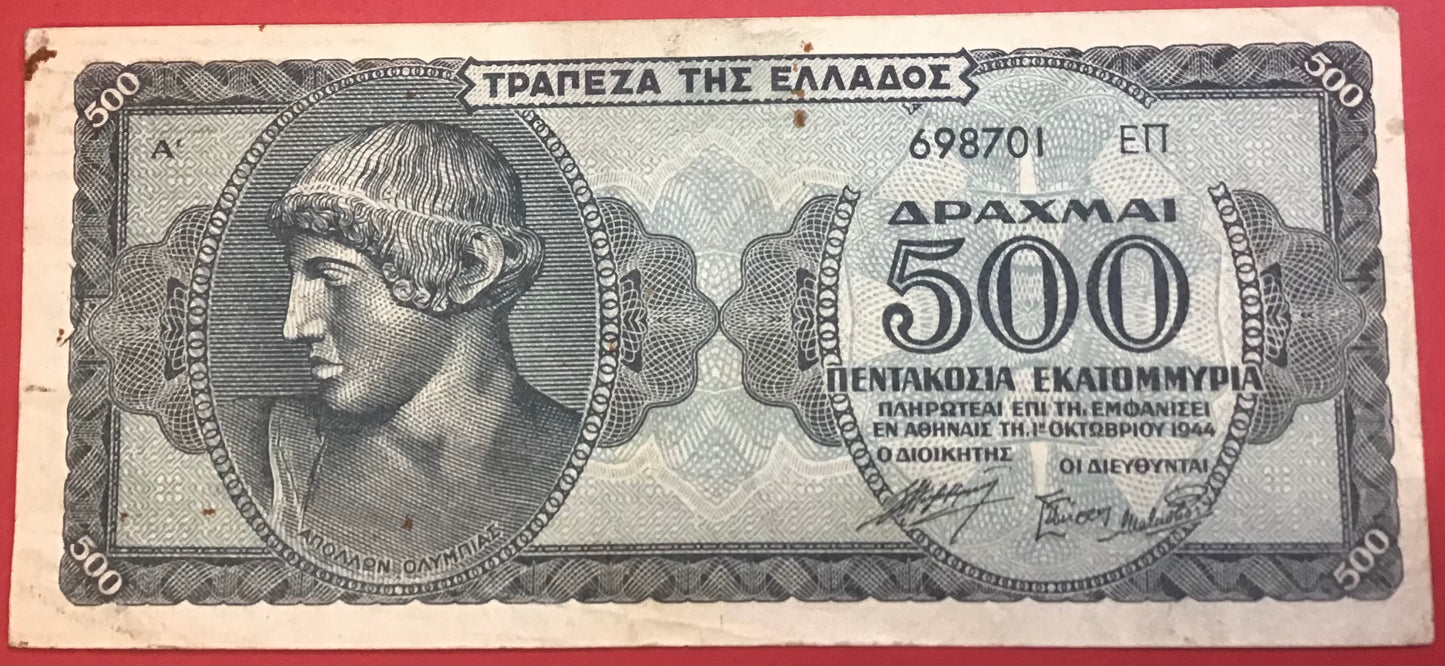 500
ΤΡΑΠΕΖΑ ΤΗΣ ΕΛΛΑΔΟΣ
500
Α'
698701 ΕΠ
ΔΡΑΧΜΑΙ
500
ΠΕΝΤΑΚΟΣΙΑ ΕΚΑΤΟΜΜΥΡΙΑ
ΠΛΗΡΩΤΕΑΙ ΕΠΙ ΤΗ. ΕΜΦΑΝΙΣΕΙ
ΕΝ ΑΘΗΝΑΙΣ ΤΗ. 1ῃ ΟΚΤΩΒΡΙΟΥ 1944
Ο ΔΙΟΙΚΗΤΗΣ ΟΙ ΔΙΕΥΘΥΝΤΑΙ
ΑΠΟΛΛΩΝ ΟΛΥΜΠΙΑΣ
500
500